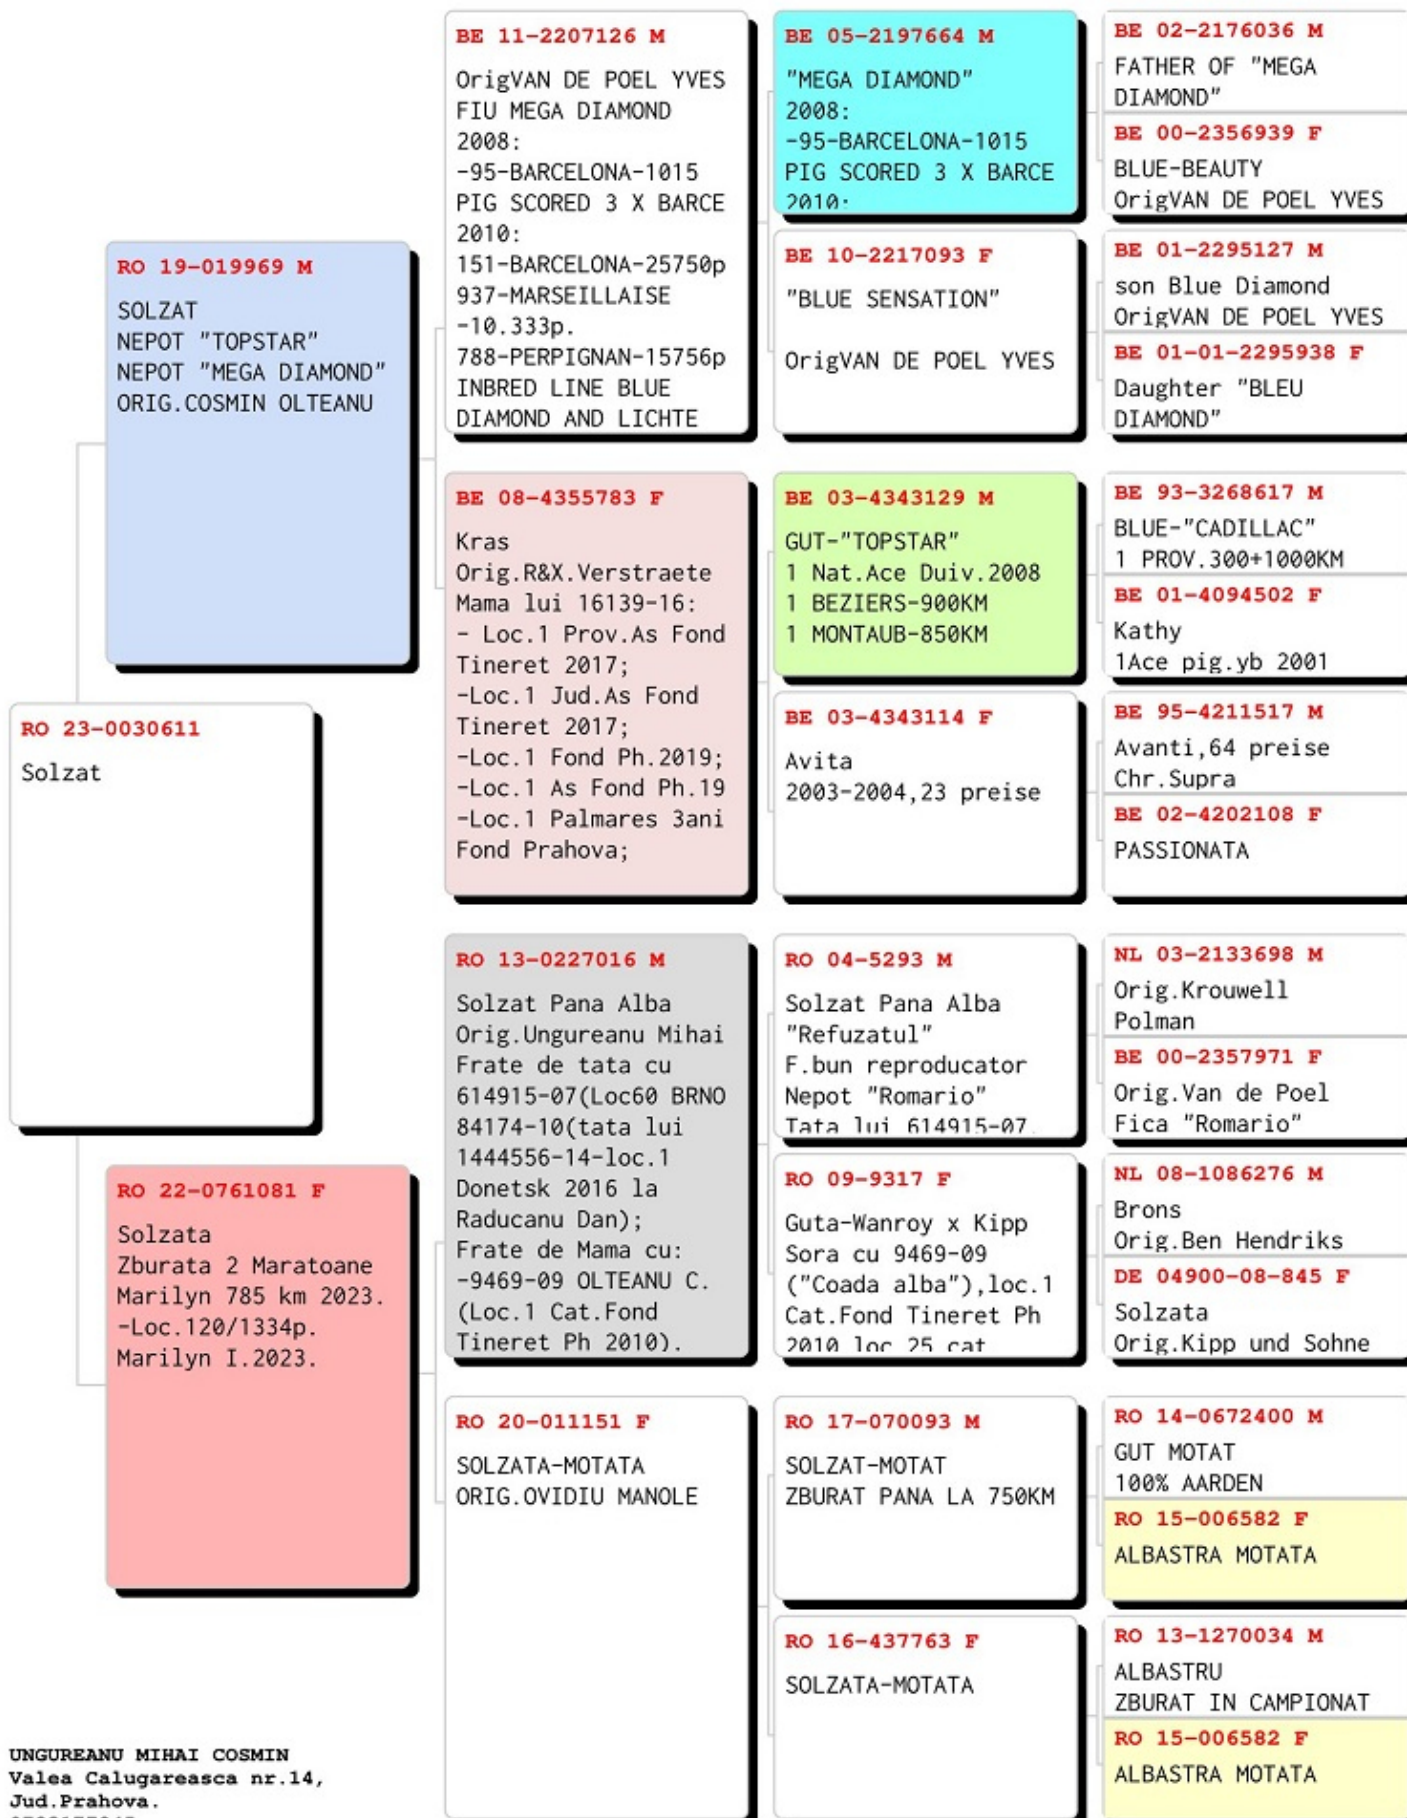 RO 23-0030611
Solzat
RO 19-019969 M
SOLZAT
NEPOT "TOPSTAR"
NEPOT "MEGA DIAMOND"
ORIG.COSMIN OLTEANU
RO 22-0761081 F
Solzata
Zburata 2 Maratoane
Marilyn 785 km 2023.
-Loc.120/1334p.
Marilyn I.2023.
BE 11-2207126 M
OrigVAN DE POEL YVES
FIU MEGA DIAMOND
2008:
-95-BARCELONA-1015
PIG SCORED 3 X BARCE
2010:
151-BARCELONA-25750p
937-MARSEILLAISE
-10.333p.
788-PERPIGNAN-15756p
INBRED LINE BLUE
DIAMOND AND LICHTE
BE 08-4355783 F
Kras
Orig.R&X.Verstraete
Mama lui 16139-16:
- Loc.1 Prov.As Fond
Tineret 2017;
-Loc.1 Jud.As Fond
Tineret 2017;
-Loc.1 Fond Ph.2019;
-Loc.1 As Fond Ph.19
-Loc.1 Palmares 3ani
Fond Prahova;
RO 13-0227016 M
Solzat Pana Alba
Orig.Ungureanu Mihai
Frate de tata cu
614915-07(Loc60 BRNO
84174-10(tata lui
1444556-14-loc.1
Donetsk 2016 la
Raducanu Dan);
Frate de Mama cu:
-9469-09 OLTEANU C.
(Loc.1 Cat.Fond
Tineret Ph 2010).
RO 20-011151 F
SOLZATA-MOTATA
ORIG.OVIDIU MANOLE
BE 05-2197664 M
"MEGA DIAMOND"
2008:
-95-BARCELONA-1015
PIG SCORED 3 X BARCE
2010:
BE 10-2217093 F
"BLUE SENSATION"
OrigVAN DE POEL YVES
BE 03-4343129 M
GUT-"TOPSTAR"
1 Nat.Ace Duiv.2008
1 BEZIERS-900KM
1 MONTAUB-850KM
BE 03-4343114 F
Avita
2003-2004,23 preise
RO 04-5293 M
Solzat Pana Alba
"Refuzatul"
F.bun reproducator
Nepot "Romario"
Tata lui 614915-07.
RO 09-9317 F
Guta-Wanroy x Kipp
Sora cu 9469-09
("Coada alba"),loc.1
Cat.Fond Tineret Ph
2010 loc 25 cat
RO 17-070093 M
SOLZAT-MOTAT
ZBURAT PANA LA 750KM
RO 16-437763 F
SOLZATA-MOTATA
BE 02-2176036 M
FATHER OF "MEGA
DIAMOND"
BE 00-2356939 F
BLUE-BEAUTY
OrigVAN DE POEL YVES
BE 01-2295127 M
son Blue Diamond
OrigVAN DE POEL YVES
BE 01-01-2295938 F
Daughter "BLEU
DIAMOND"
BE 93-3268617 M
BLUE-"CADILLAC"
1 PROV.300+1000KM
BE 01-4094502 F
Kathy
1Ace pig.yb 2001
BE 95-4211517 M
Avanti,64 preise
Chr.Supra
BE 02-4202108 F
PASSIONATA
NL 03-2133698 M
Orig.Krouwell
Polman
BE 00-2357971 F
Orig.Van de Poel
Fica "Romario"
NL 08-1086276 M
Brons
Orig.Ben Hendriks
DE 04900-08-845 F
Solzata
Orig.Kipp und Sohne
RO 14-0672400 M
GUT MOTAT
100% AARDEN
RO 15-006582 F
ALBASTRA MOTATA
RO 13-1270034 M
ALBASTRU
ZBURAT IN CAMPIONAT
RO 15-006582 F
ALBASTRA MOTATA
UNGUREANU MIHAI COSMIN
Valea Calugareasca nr.14,
Jud.Prahova.